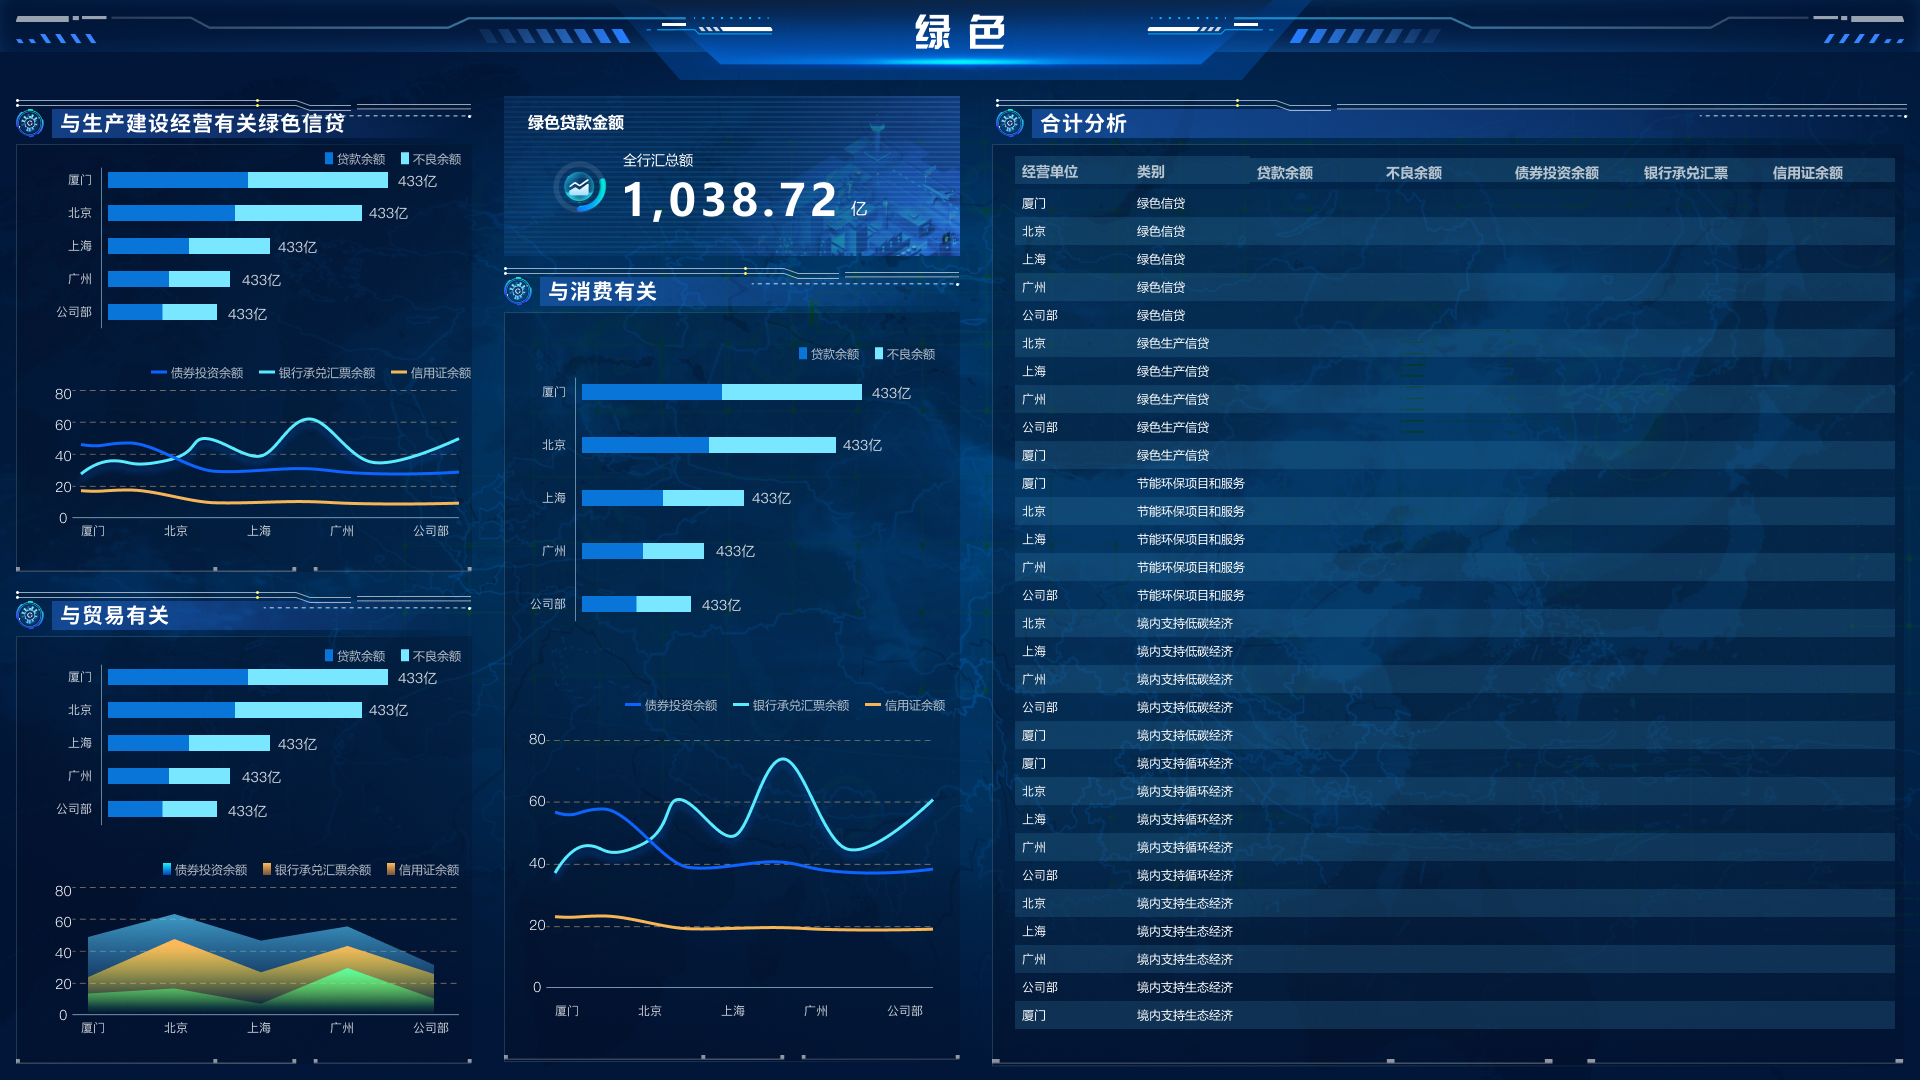 绿 色
与生产建设经营有关绿色信贷
贷款余额 不良余额
厦门 433亿
北京 433亿
上海 433亿
广州 433亿
公司部 433亿
债券投资余额 银行承兑汇票余额 信用证余额
80
60
40
20
0
厦门 北京 上海 广州 公司部
与贸易有关
贷款余额 不良余额
厦门 433亿
北京 433亿
上海 433亿
广州 433亿
公司部 433亿
债券投资余额 银行承兑汇票余额 信用证余额
80
60
40
20
0
厦门 北京 上海 广州 公司部
绿色贷款金额
全行汇总额
1,038.72 亿
与消费有关
贷款余额 不良余额
厦门 433亿
北京 433亿
上海 433亿
广州 433亿
公司部 433亿
债券投资余额 银行承兑汇票余额 信用证余额
80
60
40
20
0
厦门 北京 上海 广州 公司部
合计分析
经营单位 类别 贷款余额 不良余额 债券投资余额 银行承兑汇票 信用证余额
厦门 绿色信贷
北京 绿色信贷
上海 绿色信贷
广州 绿色信贷
公司部 绿色信贷
北京 绿色生产信贷
上海 绿色生产信贷
广州 绿色生产信贷
公司部 绿色生产信贷
厦门 绿色生产信贷
厦门 节能环保项目和服务
北京 节能环保项目和服务
上海 节能环保项目和服务
广州 节能环保项目和服务
公司部 节能环保项目和服务
北京 境内支持低碳经济
上海 境内支持低碳经济
广州 境内支持低碳经济
公司部 境内支持低碳经济
厦门 境内支持低碳经济
厦门 境内支持循环经济
北京 境内支持循环经济
上海 境内支持循环经济
广州 境内支持循环经济
公司部 境内支持循环经济
北京 境内支持生态经济
上海 境内支持生态经济
广州 境内支持生态经济
公司部 境内支持生态经济
厦门 境内支持生态经济